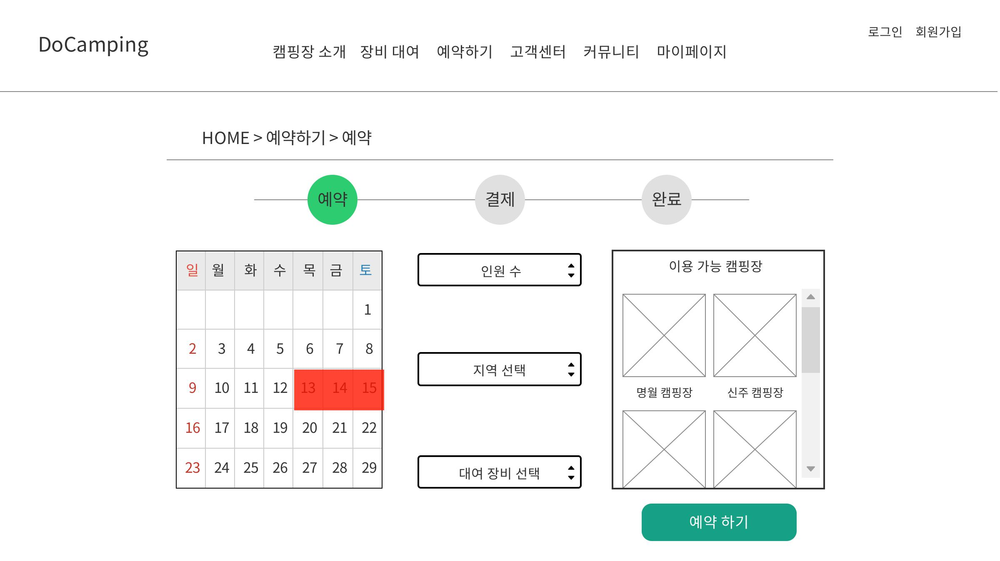 DoCamping
로그인 회원가입
캠핑장 소개 장비 대여 예약하기 고객센터 커뮤니티 마이페이지
HOME > 예약하기 > 예약
예약 결제 완료
일 월 화 수 목 금 토
1
2 3 4 5 6 7 8
9 10 11 12 13 14 15
16 17 18 19 20 21 22
23 24 25 26 27 28 29
인원 수
지역 선택
대여 장비 선택
이용 가능 캠핑장
명월 캠핑장 신주 캠핑장
예약 하기